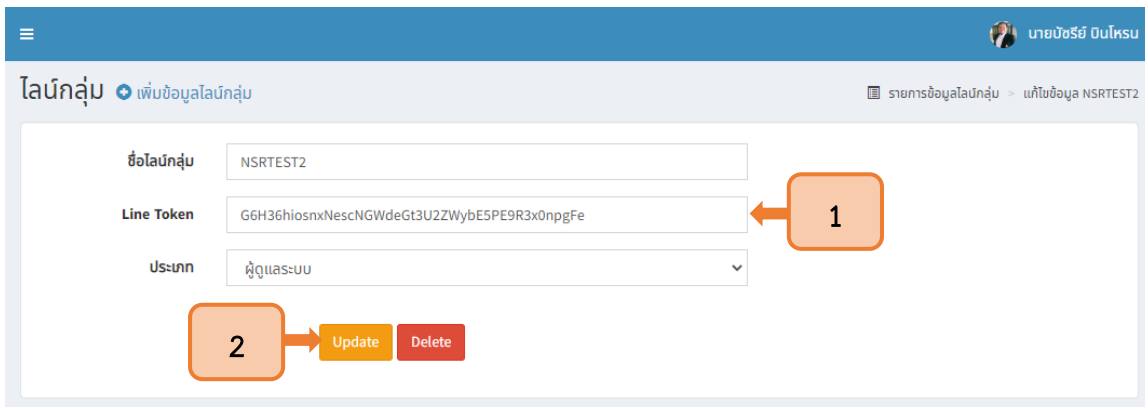 นายบัซรีย์ บินโหรน
ไลน์กลุ่ม เพิ่มข้อมูลไลน์กลุ่ม
รายการข้อมูลไลน์กลุ่ม > แก้ไขข้อมูล NSRTEST2
ชื่อไลน์กลุ่ม NSRTEST2
Line Token G6H36hiosnxNescNGWdeGt3U2ZWybE5PE9R3x0npgFe
1
ประเภท ผู้ดูแลระบบ
2
Update Delete